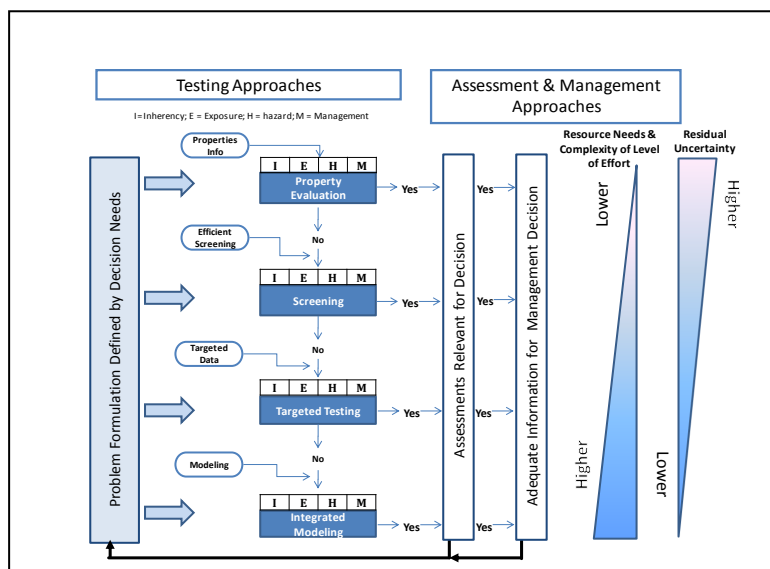 Testing Approaches
Assessment & Management
Approaches
I=Inherency; E = Exposure; H = hazard; M = Management
Resource Needs &
Complexity of Level
of Effort
Residual
Uncertainty
Problem Formulation Defined by Decision Needs
Properties
Info
I E H M
Property
Evaluation
Yes
Yes
No
Efficient
Screening
I E H M
Screening
Yes
Yes
No
Targeted
Data
I E H M
Targeted Testing
Yes
Yes
No
Modeling
I E H M
Integrated
Modeling
Yes
Yes
Assessments Relevant for Decision
Adequate Information for Management Decision
Lower
Higher
Higher
Lower